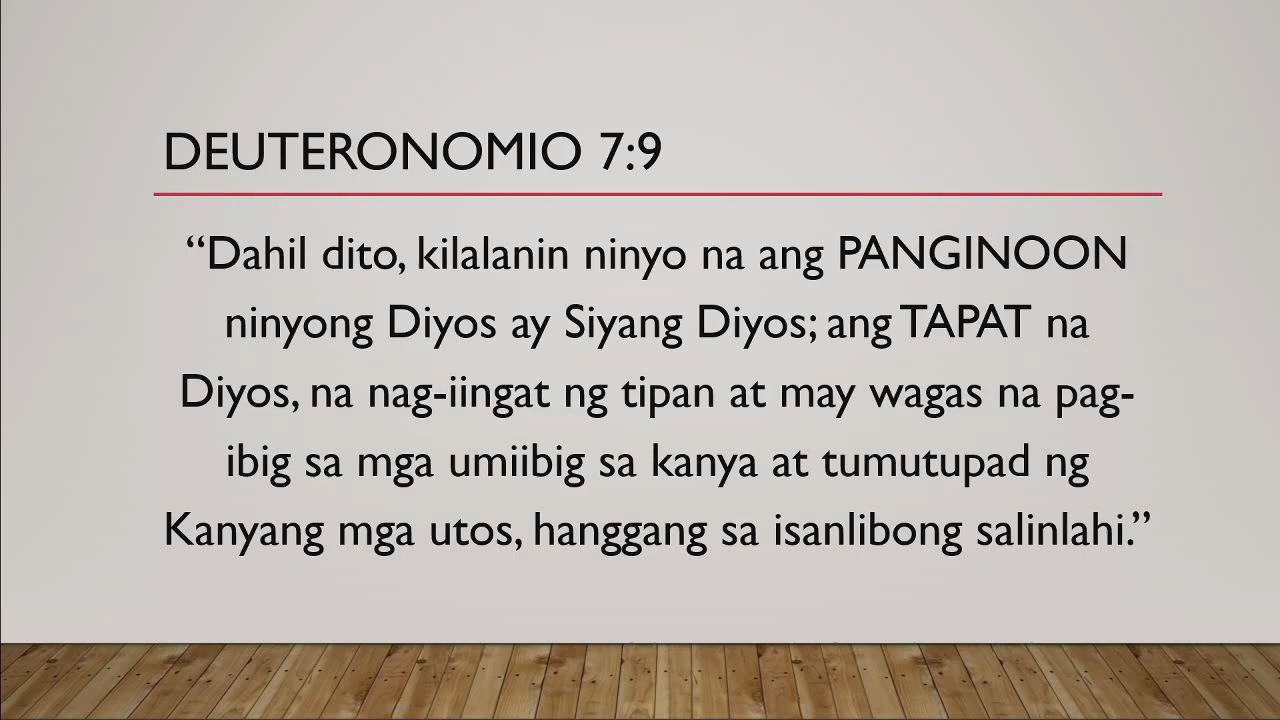 DEUTERONOMIO 7:9
“Dahil dito, kilalanin ninyo na ang PANGINOON
ninyong Diyos ay Siyang Diyos; ang TAPAT na
Diyos, na nag-iingat ng tipan at may wagas na pag-
ibig sa mga umiibig sa kanya at tumutupad ng
Kanyang mga utos, hanggang sa isanlibong salinlahi.”